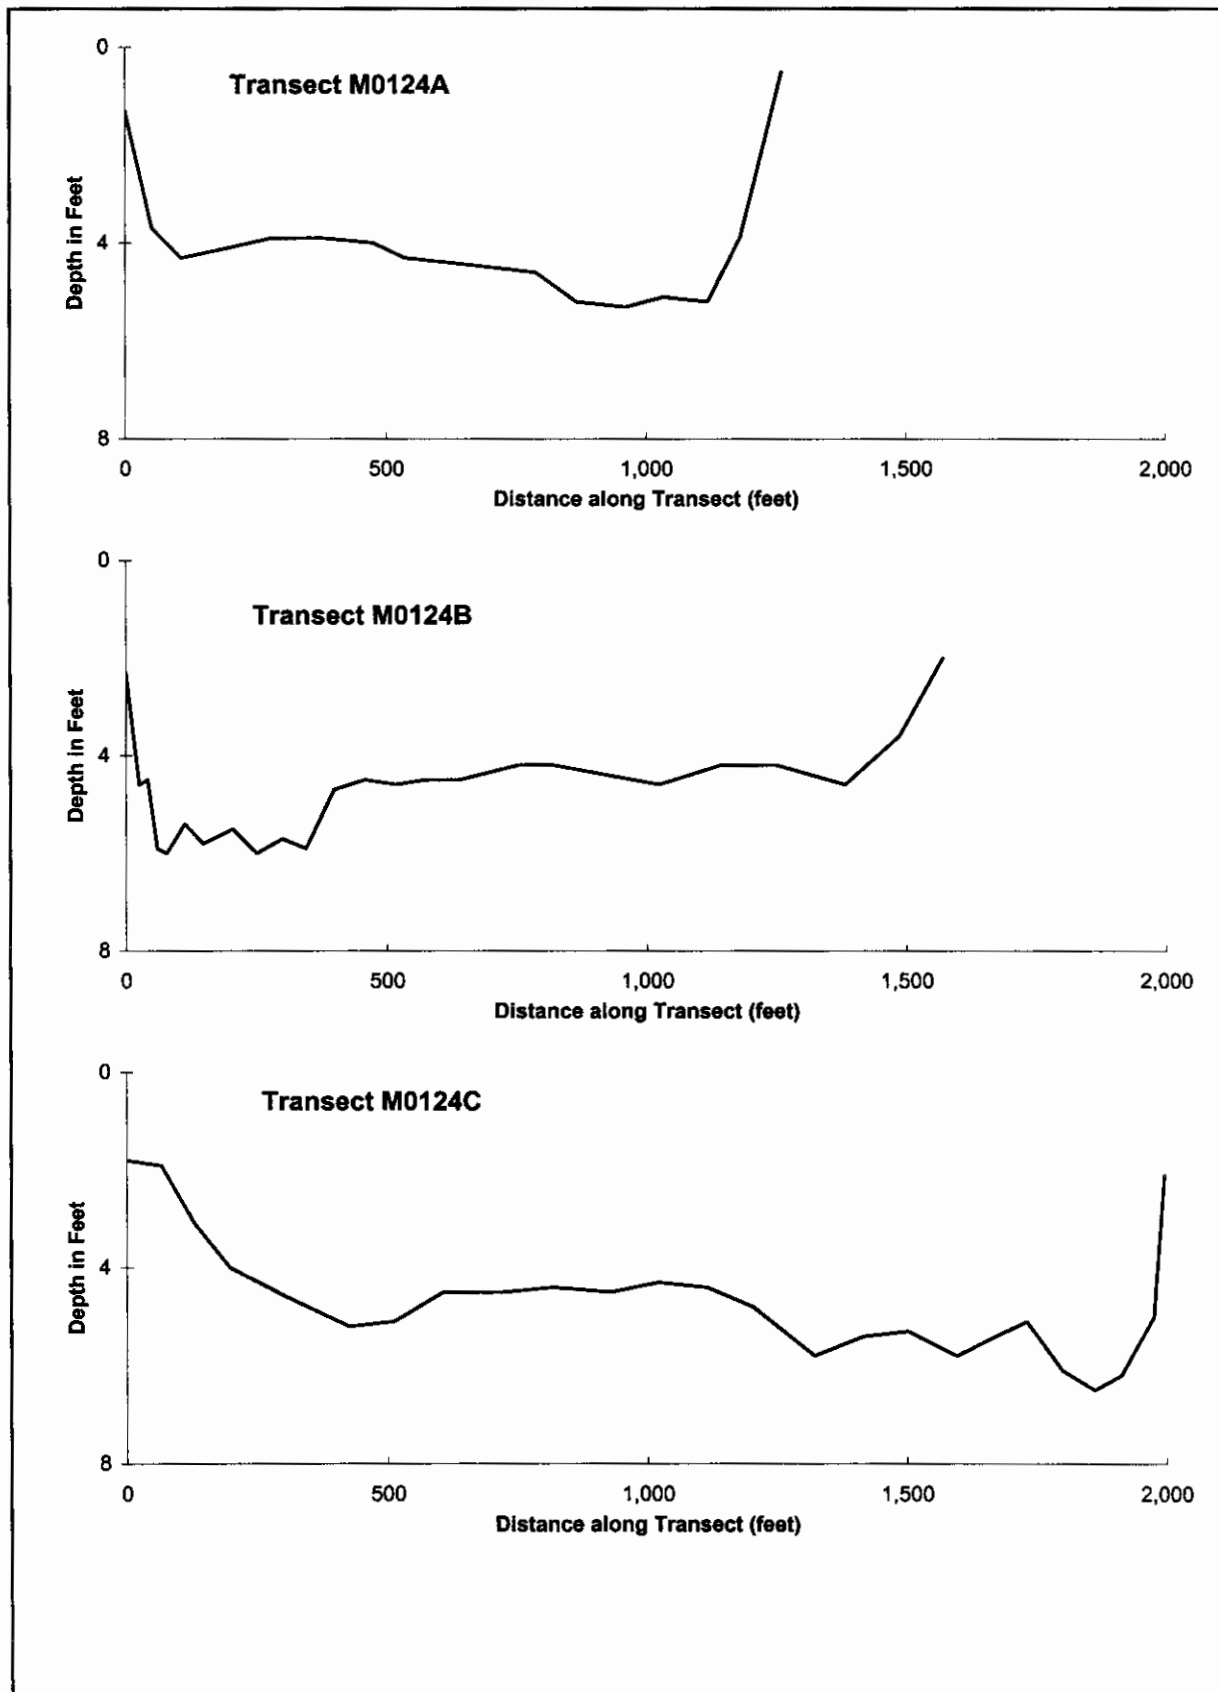 0
Transect M0124A
Depth in Feet
4
8
0 500 1,000 1,500 2,000
Distance along Transect (feet)
0
Transect M0124B
Depth in Feet
4
8
0 500 1,000 1,500 2,000
Distance along Transect (feet)
0
Transect M0124C
Depth in Feet
4
8
0 500 1,000 1,500 2,000
Distance along Transect (feet)